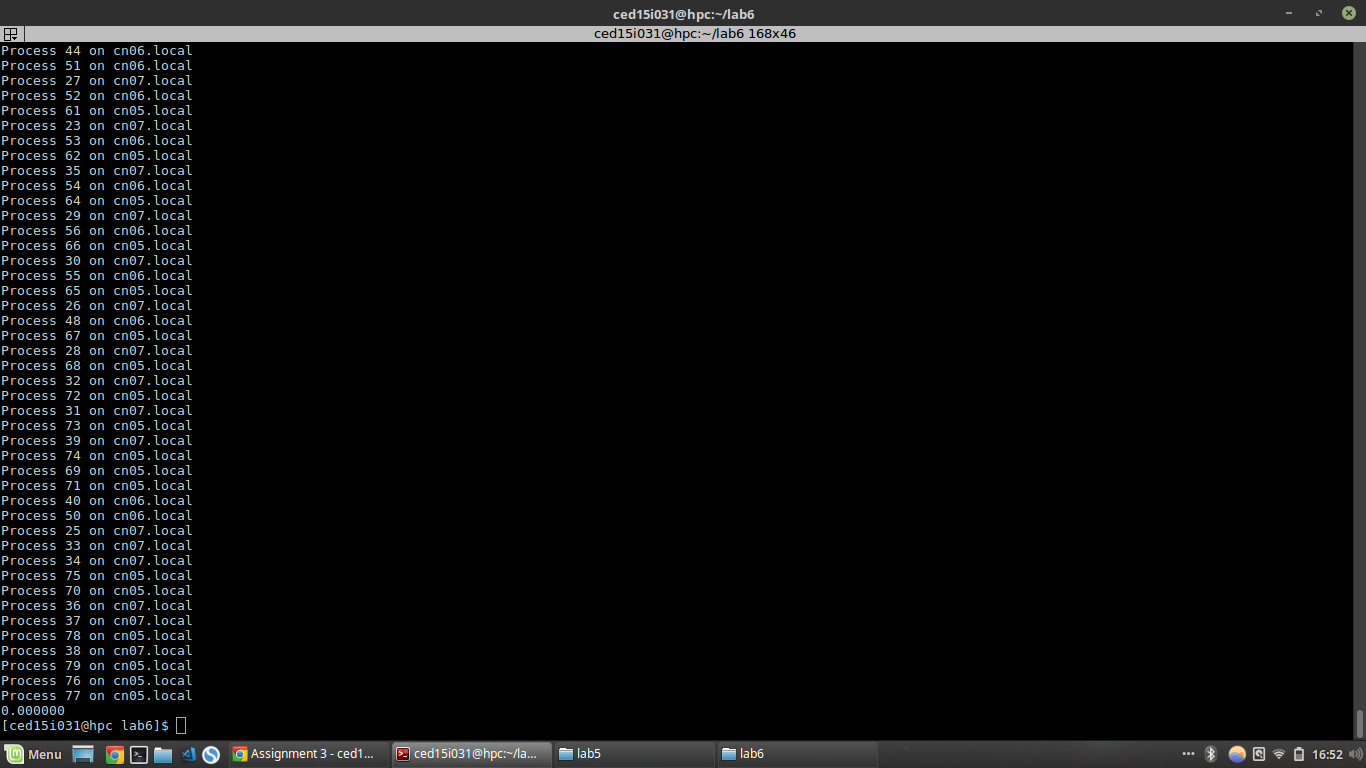 ced15i031@hpc:~/lab6
ced15i031@hpc:~/lab6 168x46
Process 44 on cn06.local
Process 51 on cn06.local
Process 27 on cn07.local
Process 52 on cn06.local
Process 61 on cn05.local
Process 23 on cn07.local
Process 53 on cn06.local
Process 62 on cn05.local
Process 35 on cn07.local
Process 54 on cn06.local
Process 64 on cn05.local
Process 29 on cn07.local
Process 56 on cn06.local
Process 66 on cn05.local
Process 30 on cn07.local
Process 55 on cn06.local
Process 65 on cn05.local
Process 26 on cn07.local
Process 48 on cn06.local
Process 67 on cn05.local
Process 28 on cn07.local
Process 68 on cn05.local
Process 32 on cn07.local
Process 72 on cn05.local
Process 31 on cn07.local
Process 73 on cn05.local
Process 39 on cn07.local
Process 74 on cn05.local
Process 69 on cn05.local
Process 71 on cn05.local
Process 40 on cn06.local
Process 50 on cn06.local
Process 25 on cn07.local
Process 33 on cn07.local
Process 34 on cn07.local
Process 75 on cn05.local
Process 70 on cn05.local
Process 36 on cn07.local
Process 37 on cn07.local
Process 78 on cn05.local
Process 38 on cn07.local
Process 79 on cn05.local
Process 76 on cn05.local
Process 77 on cn05.local
0.000000
[ced15i031@hpc lab6]$
Menu Assignment 3 - ced1... ced15i031@hpc:~/la... lab5 lab6 16:52